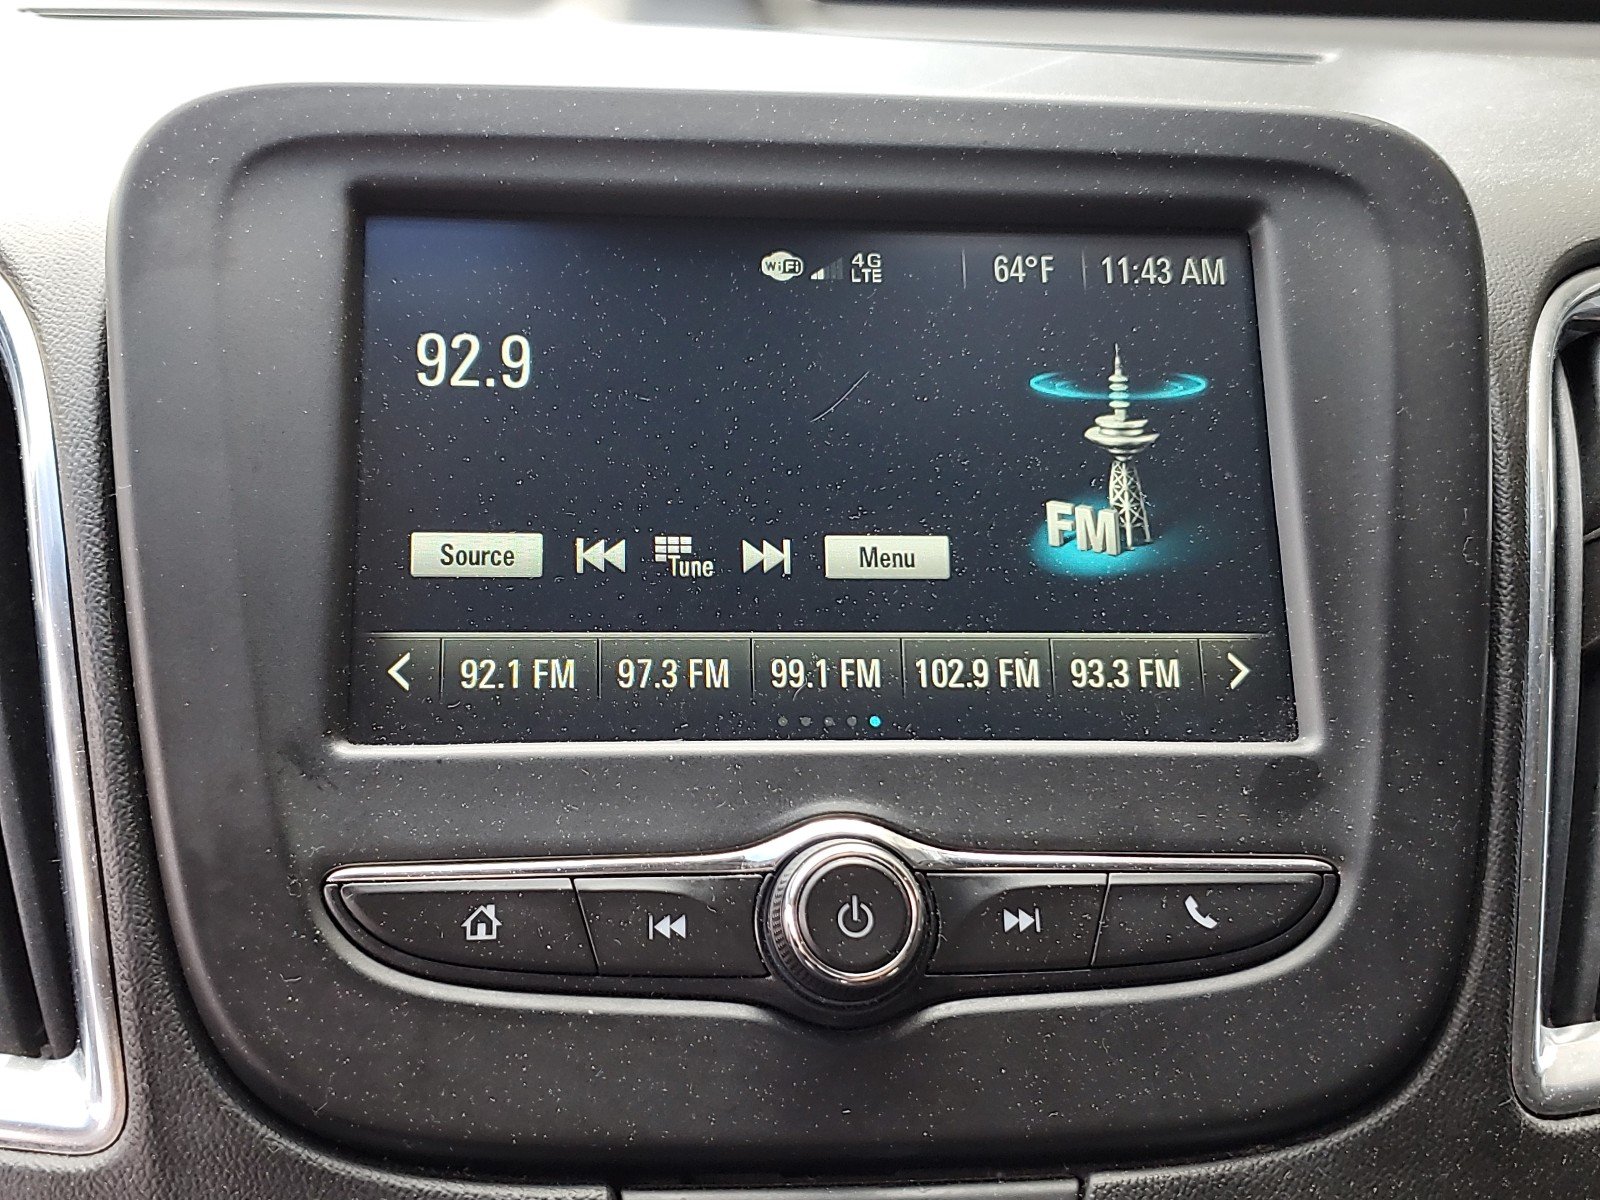 WiFi 4G LTE 64°F 11:43 AM
92.9
FM
Source Tune Menu
92.1 FM 97.3 FM 99.1 FM 102.9 FM 93.3 FM